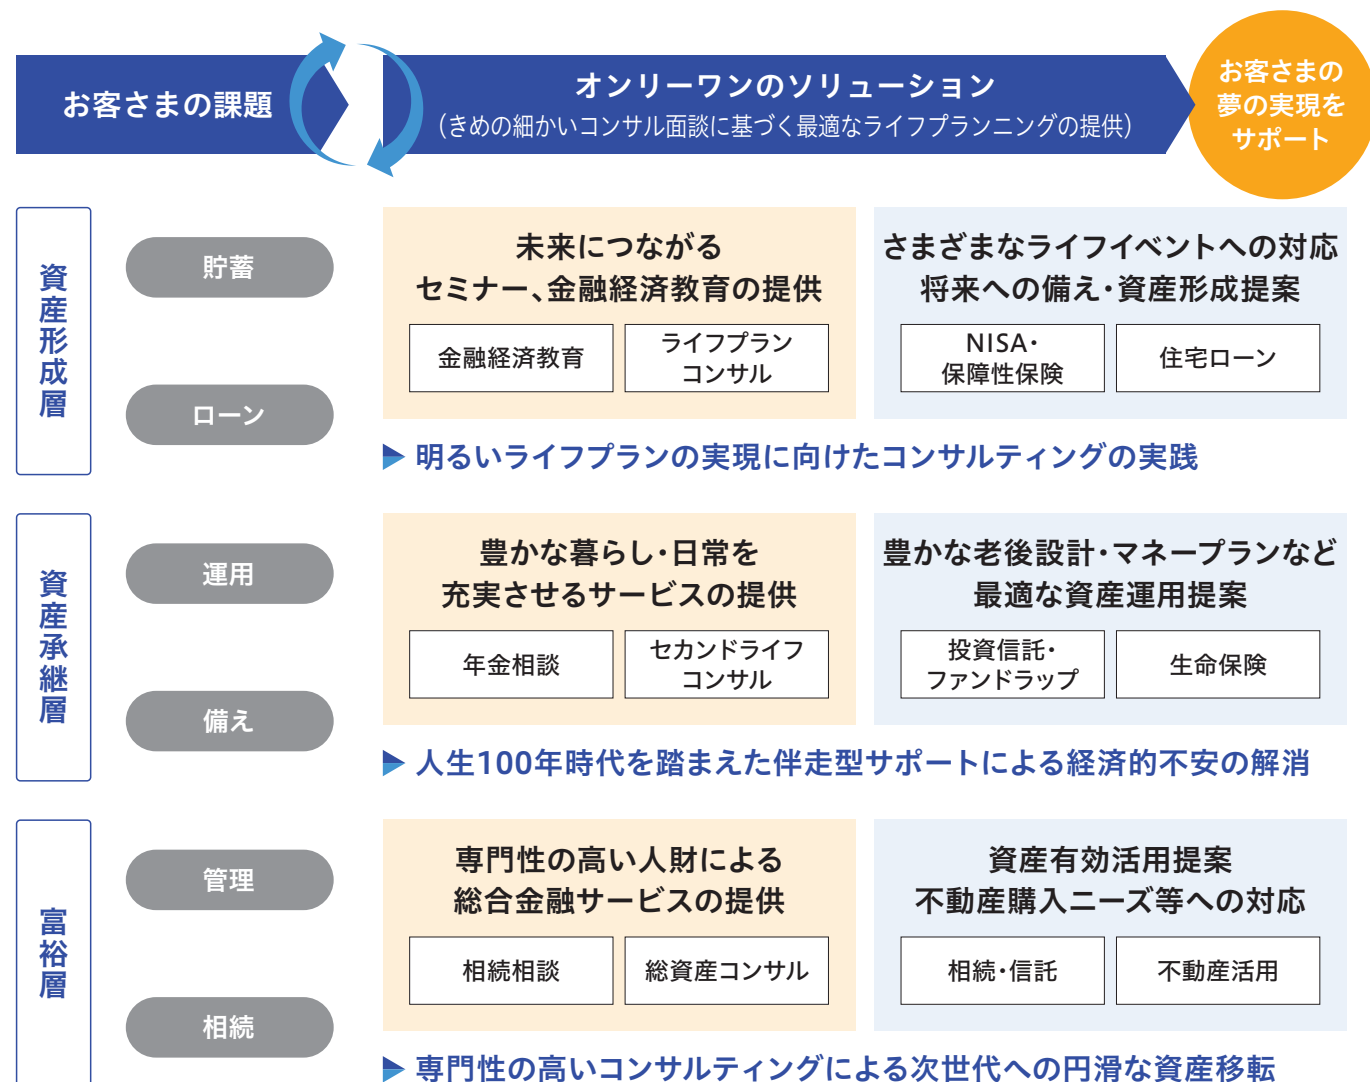 お客さまの課題
オンリーワンのソリューション
(きめの細かいコンサル面談に基づく最適なライフプランニングの提供)
お客さまの
夢の実現を
サポート
資産形成層
貯蓄
ローン
未来につながる
セミナー、金融経済教育の提供
金融経済教育
ライフプラン
コンサル
さまざまなライフイベントへの対応
将来への備え・資産形成提案
NISA・
保障性保険
住宅ローン
明るいライフプランの実現に向けたコンサルティングの実践
資産承継層
運用
備え
豊かな暮らし・日常を
充実させるサービスの提供
年金相談
セカンドライフ
コンサル
豊かな老後設計・マネープランなど
最適な資産運用提案
投資信託・
ファンドラップ
生命保険
人生100年時代を踏まえた伴走型サポートによる経済的不安の解消
富裕層
管理
相続
専門性の高い人財による
総合金融サービスの提供
相続相談
総資産コンサル
資産有効活用提案
不動産購入ニーズ等への対応
相続・信託
不動産活用
専門性の高いコンサルティングによる次世代への円滑な資産移転